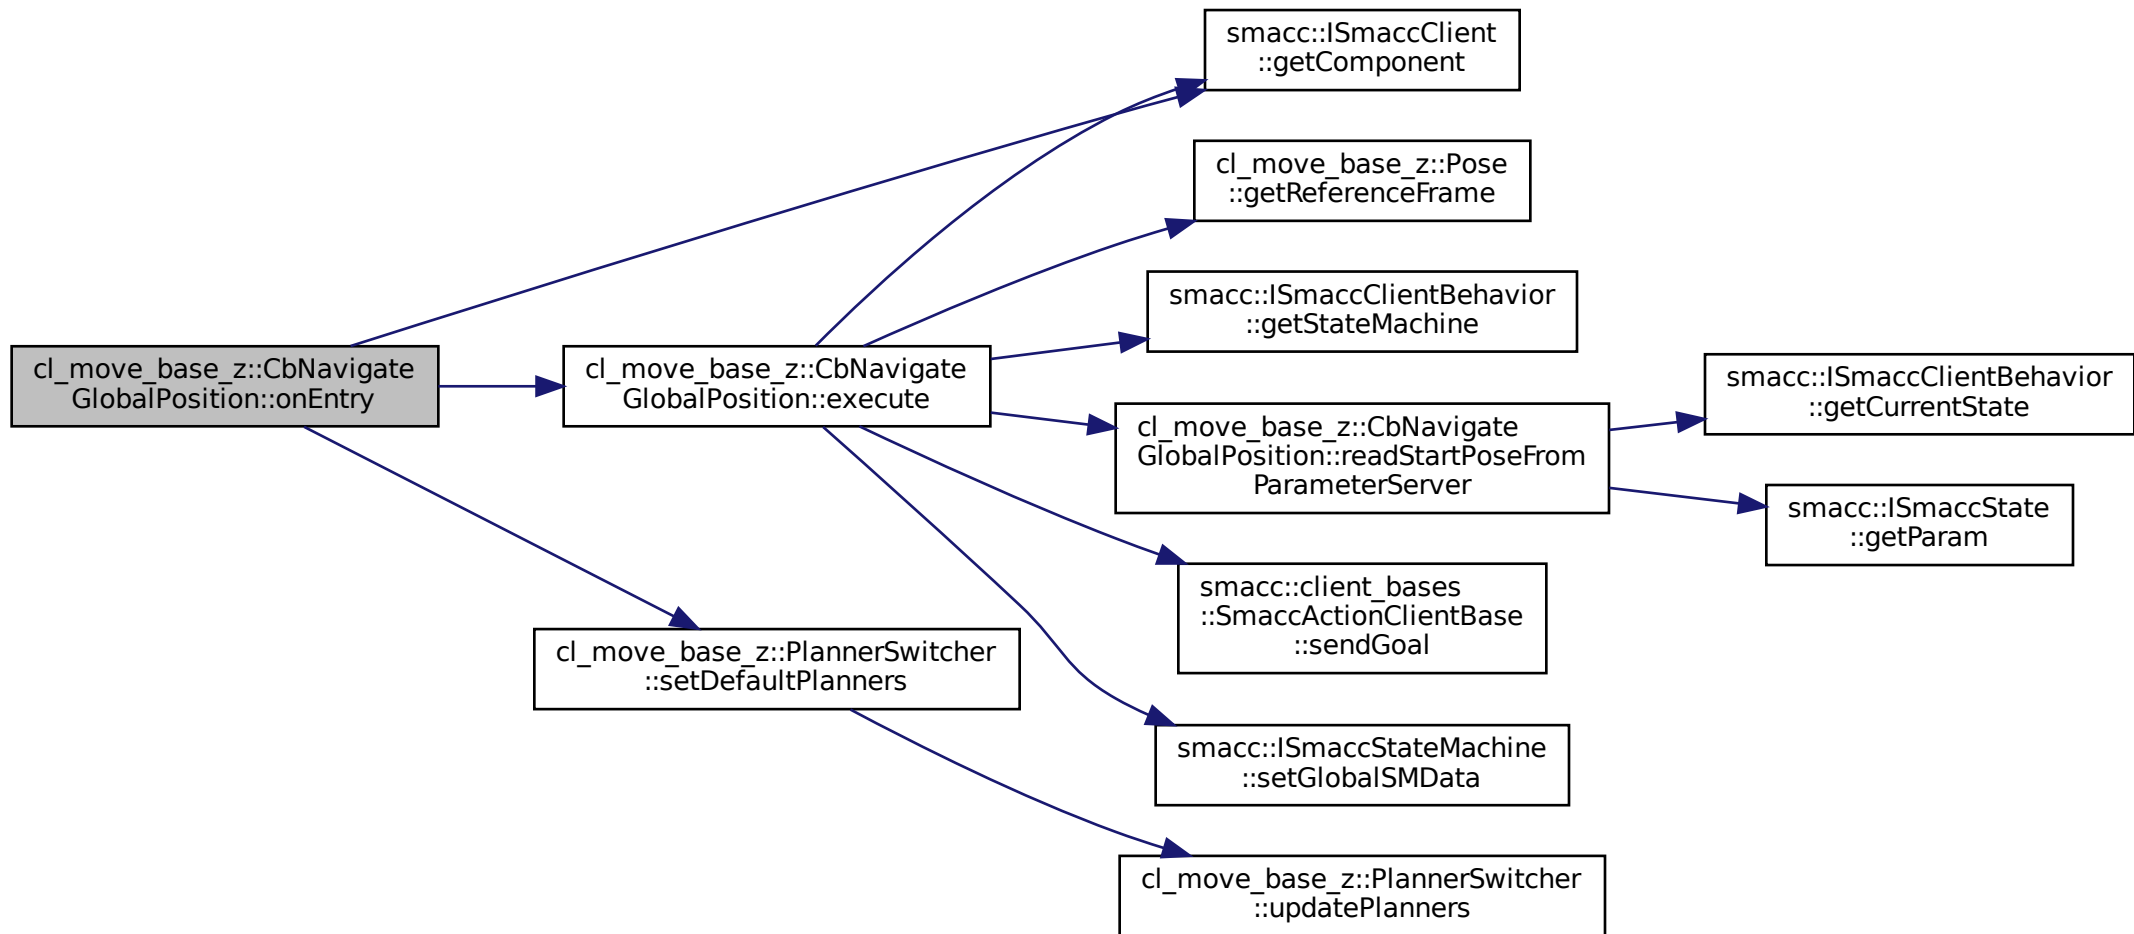 smacc::ISmaccClient
::getComponent
cl_move_base_z::Pose
::getReferenceFrame
smacc::ISmaccClientBehavior
::getStateMachine
cl_move_base_z::CbNavigate
GlobalPosition::onEntry
cl_move_base_z::CbNavigate
GlobalPosition::execute
cl_move_base_z::CbNavigate
GlobalPosition::readStartPoseFrom
ParameterServer
smacc::ISmaccClientBehavior
::getCurrentState
smacc::ISmaccState
::getParam
smacc::client_bases
::SmaccActionClientBase
::sendGoal
cl_move_base_z::PlannerSwitcher
::setDefaultPlanners
smacc::ISmaccStateMachine
::setGlobalSMData
cl_move_base_z::PlannerSwitcher
::updatePlanners